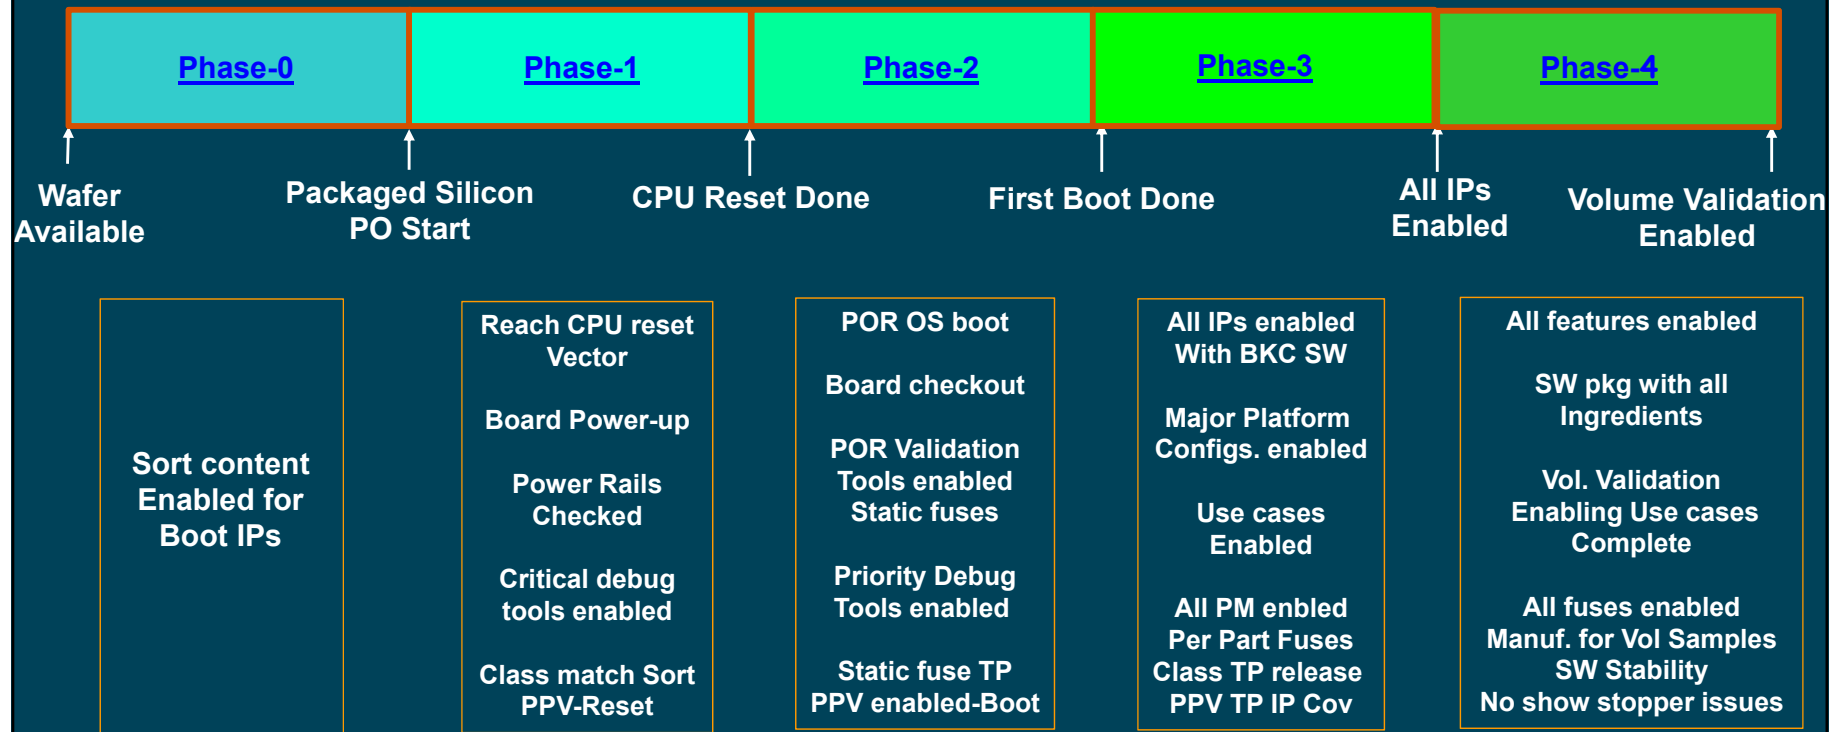 Phase-0
Phase-1
Phase-2
Phase-3
Phase-4
Wafer
Available
Packaged Silicon
PO Start
CPU Reset Done
First Boot Done
All IPs
Enabled
Volume Validation
Enabled
Sort content
Enabled for
Boot IPs
Reach CPU reset
Vector
Board Power-up
Power Rails
Checked
Critical debug
tools enabled
Class match Sort
PPV-Reset
POR OS boot
Board checkout
POR Validation
Tools enabled
Static fuses
Priority Debug
Tools enabled
Static fuse TP
PPV enabled-Boot
All IPs enabled
With BKC SW
Major Platform
Configs. enabled
Use cases
Enabled
All PM enbled
Per Part Fuses
Class TP release
PPV TP IP Cov
All features enabled
SW pkg with all
Ingredients
Vol. Validation
Enabling Use cases
Complete
All fuses enabled
Manuf. for Vol Samples
SW Stability
No show stopper issues